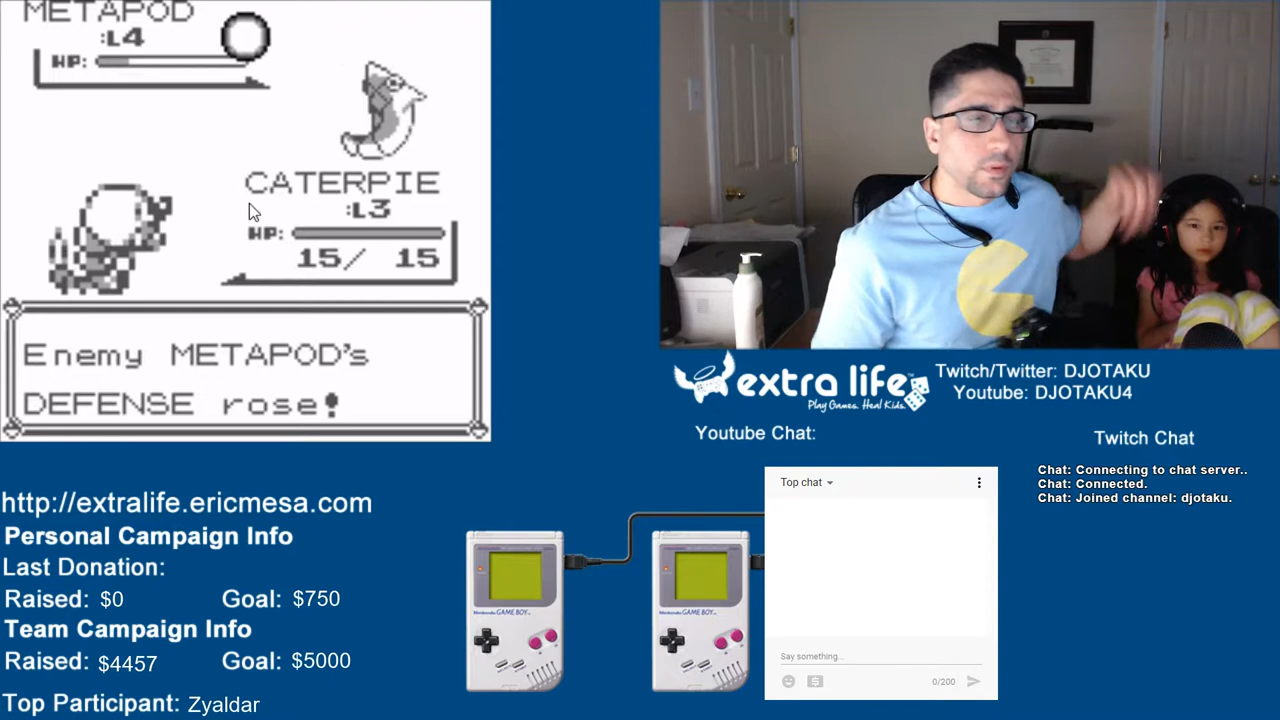 METAPOD
:L4
HP:
CATERPIE
:L3
HP:
15/ 15
Enemy METAPOD's
DEFENSE rose!
extra life
Play Games. Heal Kids.
Twitch/Twitter: DJOTAKU
Youtube: DJOTAKU4
Youtube Chat:
Twitch Chat
Chat: Connecting to chat server..
Chat: Connected.
Chat: Joined channel: djotaku.
Top chat
Say something...
0/200
http://extralife.ericmesa.com
Personal Campaign Info
Last Donation:
Raised: $0 Goal: $750
Team Campaign Info
Raised: $4457 Goal: $5000
Top Participant: Zyaldar
Nintendo GAME BOY
Nintendo GAME BOY